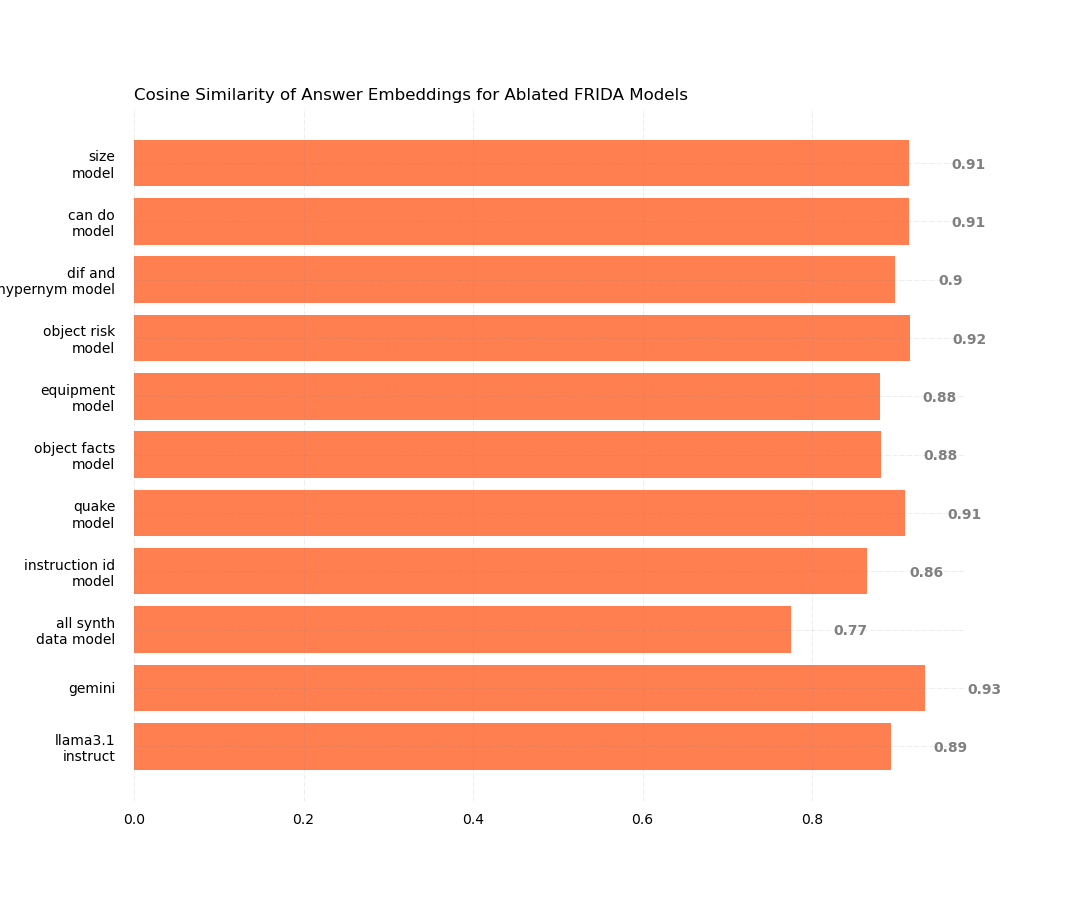 Cosine Similarity of Answer Embeddings for Ablated FRIDA Models
size
model
0.91
can do
model
0.91
dif and
hypernym model
0.9
object risk
model
0.92
equipment
model
0.88
object facts
model
0.88
quake
model
0.91
instruction id
model
0.86
all synth
data model
0.77
gemini
0.93
llama3.1
instruct
0.89
0.0 0.2 0.4 0.6 0.8